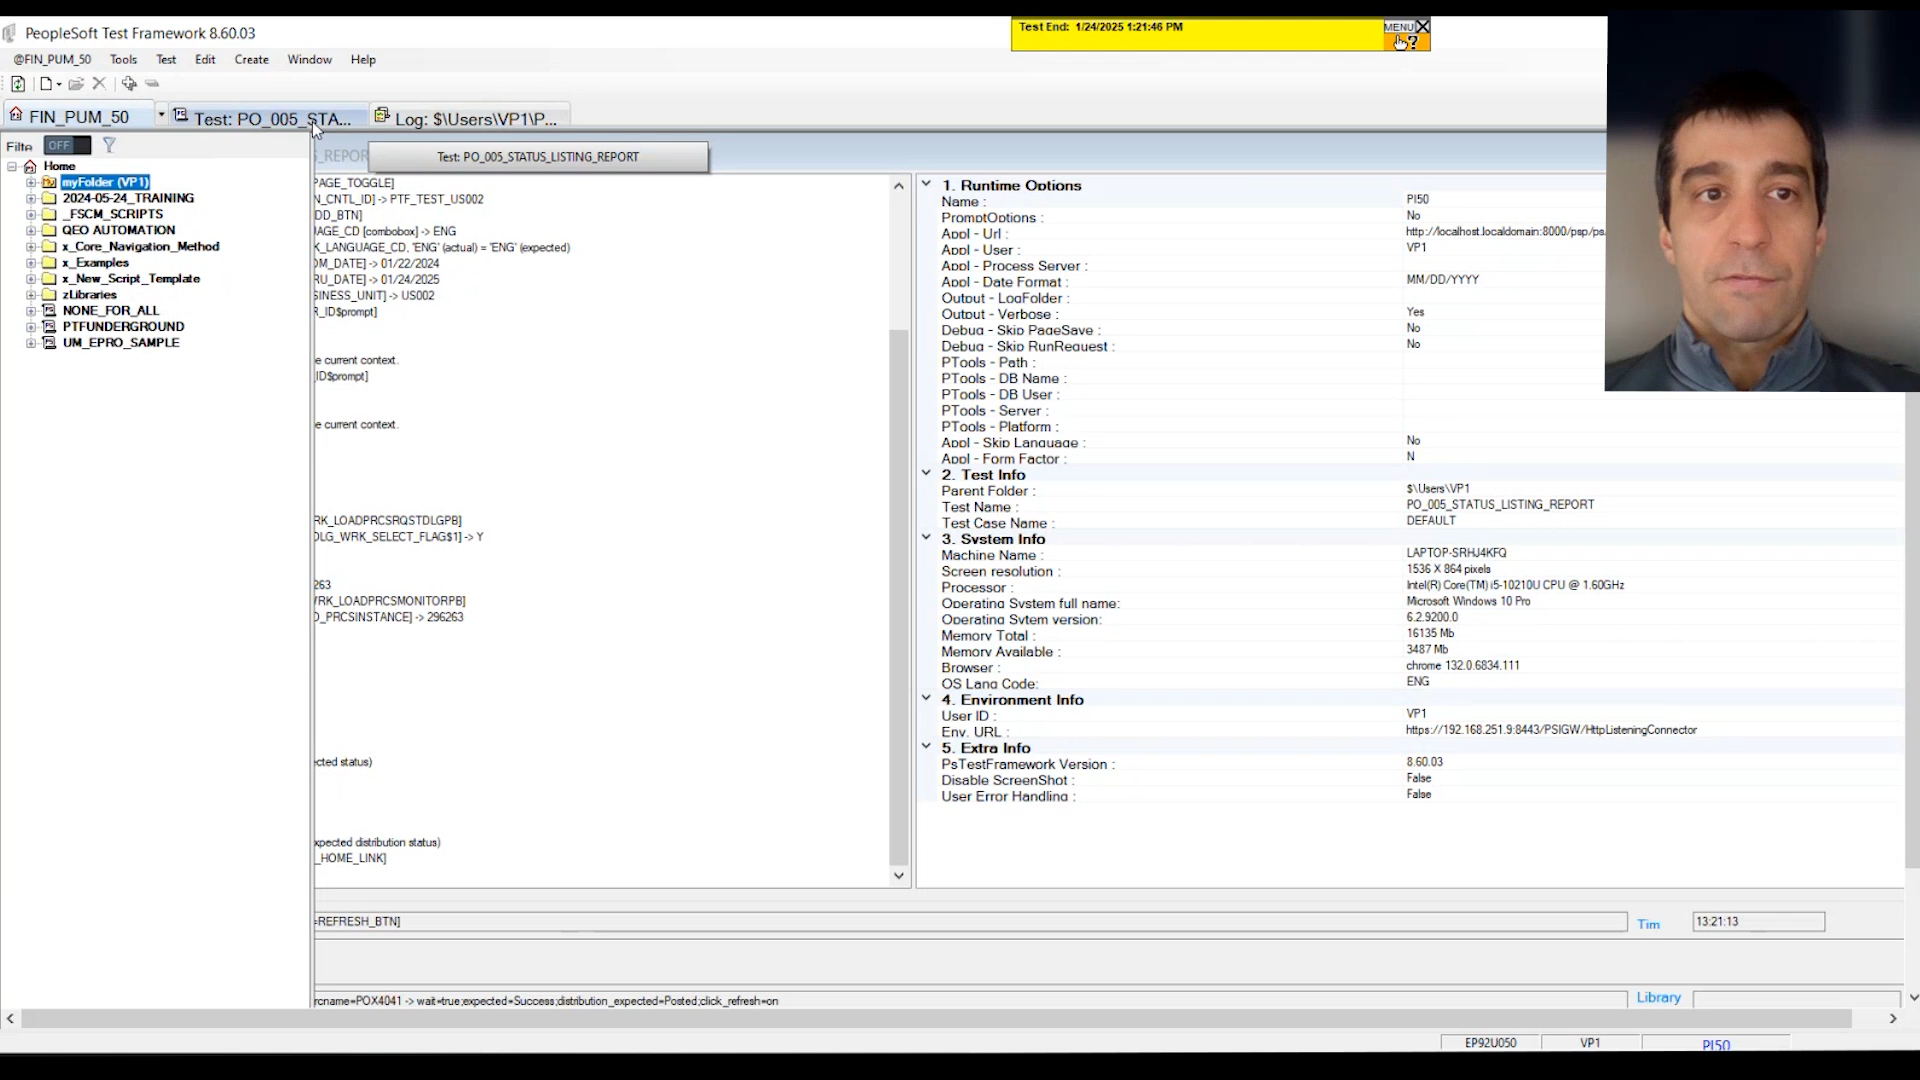 PeopleSoft Test Framework 8.60.03
Test End: 1/24/2025 1:21:46 PM
MENU
?
@FIN_PUM_50 Tools Test Edit Create Window Help
FIN_PUM_50
Test: PO_005_STA...
Log: $\Users\VP1\P...
Test: PO_005_STATUS_LISTING_REPORT
Filte OFF
Home
myFolder (VP1)
2024-05-24_TRAINING
_FSCM_SCRIPTS
QEO AUTOMATION
x_Core_Navigation_Method
x_Examples
x_New_Script_Template
zLibraries
NONE_FOR_ALL
PTFUNDERGROUND
UM_EPRO_SAMPLE
G_REPOR
PAGE_TOGGLE]
N_CNTL_ID] -> PTF_TEST_US002
DD_BTN]
JAGE_CD [combobox] -> ENG
K_LANGUAGE_CD, 'ENG' (actual) = 'ENG' (expected)
OM_DATE] -> 01/22/2024
RU_DATE] -> 01/24/2025
SINESS_UNIT] -> US002
R_ID$prompt]
e current context.
_ID$prompt]
e current context.
RK_LOADPRCSRQSTDLGPB]
DLG_WRK_SELECT_FLAG$1] -> Y
263
WRK_LOADPRCSMONITORPB]
D_PRCSINSTANCE] -> 296263
cted status)
xpected distribution status)
_HOME_LINK]
1. Runtime Options
Name : PI50
PromptOptions : No
Appl - Url : http://localhost.localdomain:8000/psp/ps
Appl - User : VP1
Appl - Process Server :
Appl - Date Format : MM/DD/YYYY
Output - LogFolder :
Output - Verbose : Yes
Debug - Skip PageSave : No
Debug - Skip RunRequest : No
PTools - Path :
PTools - DB Name :
PTools - DB User :
PTools - Server :
PTools - Platform :
Appl - Skip Language : No
Appl - Form Factor : N
2. Test Info
Parent Folder : $\Users\VP1
Test Name : PO_005_STATUS_LISTING_REPORT
Test Case Name : DEFAULT
3. System Info
Machine Name : LAPTOP-SRHJ4KFQ
Screen resolution : 1536 X 864 pixels
Processor : Intel(R) Core(TM) i5-10210U CPU @ 1.60GHz
Operating System full name: Microsoft Windows 10 Pro
Operating Sytem version: 6.2.9200.0
Memory Total : 16135 Mb
Memory Available : 3487 Mb
Browser : chrome 132.0.6834.111
OS Lang Code: ENG
4. Environment Info
User ID : VP1
Env. URL : https://192.168.251.9:8443/PSIGW/HttpListeningConnector
5. Extra Info
PsTestFramework Version : 8.60.03
Disable ScreenShot : False
User Error Handling : False
=REFRESH_BTN]
Tim 13:21:13
rcname=POX4041 -> wait=true;expected=Success;distribution_expected=Posted;click_refresh=on
Library
EP92U050 VP1 PI50